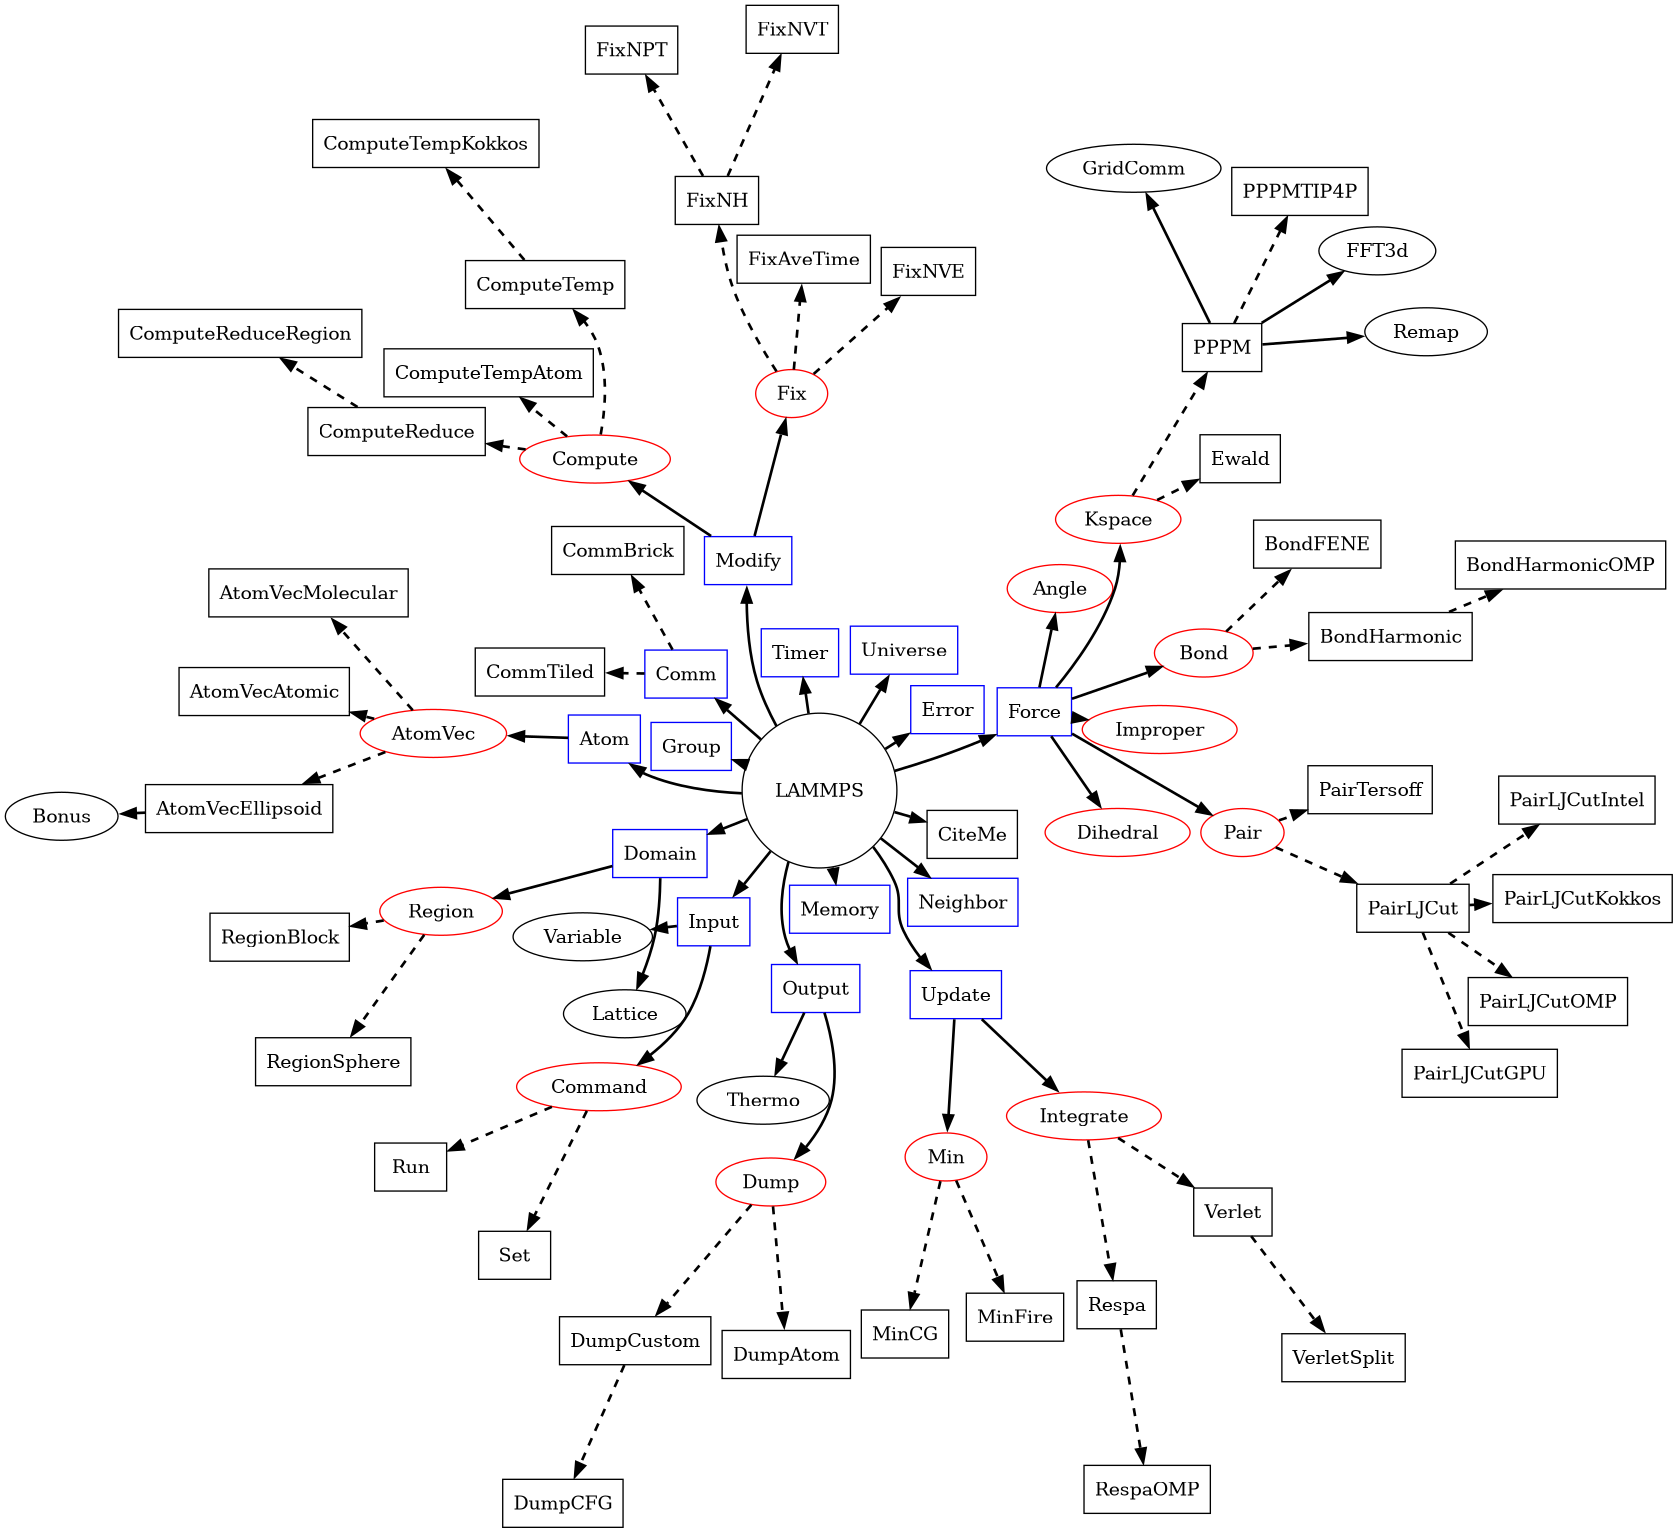 FixNVT
FixNPT
ComputeTempKokkos
GridComm
PPPMTIP4P
FixNH
FFT3d
FixAveTime
FixNVE
ComputeTemp
ComputeReduceRegion
Remap
PPPM
ComputeTempAtom
Fix
ComputeReduce
Compute
Ewald
Kspace
BondFENE
CommBrick
Modify
BondHarmonicOMP
Angle
AtomVecMolecular
BondHarmonic
Timer
Universe
Bond
CommTiled
Comm
AtomVecAtomic
Error
Force
Improper
AtomVec
Atom
Group
LAMMPS
PairTersoff
PairLJCutIntel
AtomVecEllipsoid
Bonus
CiteMe
Dihedral
Pair
Domain
PairLJCutKokkos
Neighbor
Memory
PairLJCut
Region
Input
RegionBlock
Variable
Output
Update
PairLJCutOMP
Lattice
RegionSphere
PairLJCutGPU
Command
Thermo
Integrate
Min
Run
Dump
Verlet
Set
Respa
MinFire
MinCG
DumpCustom
DumpAtom
VerletSplit
RespaOMP
DumpCFG